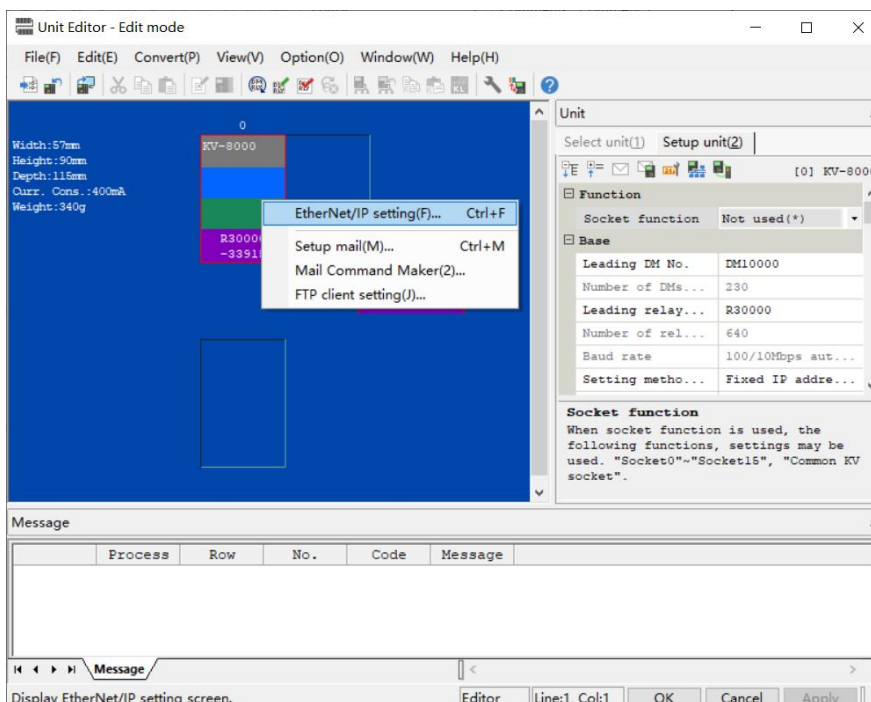 Unit Editor - Edit mode
File(F) Edit(E) Convert(P) View(V) Option(O) Window(W) Help(H)
Width:57mm
Height:90mm
Depth:115mm
Curr. Cons.:400mA
Weight:340g
0
KV-8000
R3000
-3391
EtherNet/IP setting(F)... Ctrl+F
Setup mail(M)... Ctrl+M
Mail Command Maker(2)...
FTP client setting(J)...
Unit
Select unit(1) Setup unit(2)
[0] KV-800
Function
Socket function Not used(*)
Base
Leading DM No. DM10000
Number of DMs... 230
Leading relay... R30000
Number of rel... 640
Baud rate 100/10Mbps aut...
Setting metho... Fixed IP addre...
Socket function
When socket function is used, the
following functions, settings may be
used. "Socket0"~"Socket15", "Common KV
socket".
Message
Process Row No. Code Message
Message
Display EtherNet/IP setting screen. Editor Line:1 Col:1 OK Cancel Apply